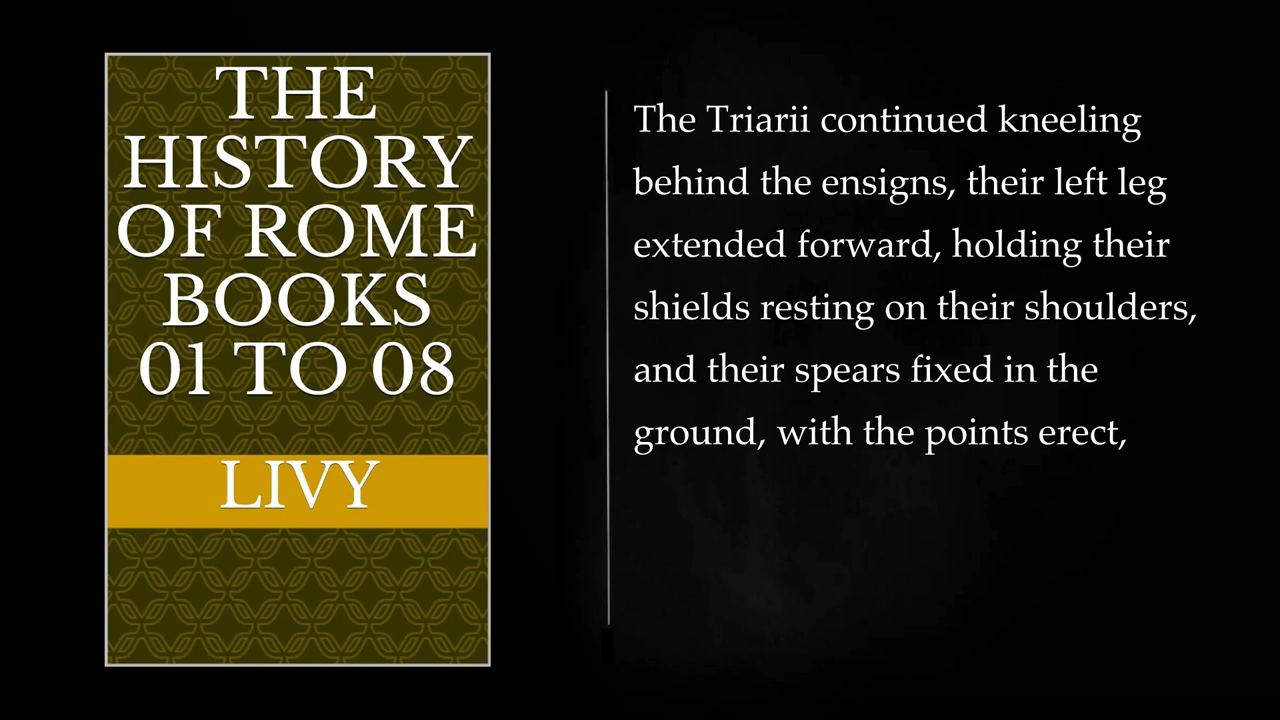 THE
HISTORY
OF ROME
BOOKS
01 TO 08
LIVY
The Triarii continued kneeling
behind the ensigns, their left leg
extended forward, holding their
shields resting on their shoulders,
and their spears fixed in the
ground, with the points erect,